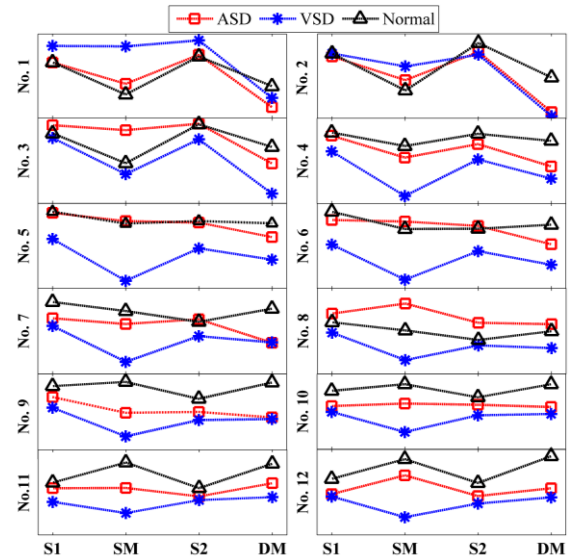 ASD VSD Normal
No. 1
No. 2
No. 3
No. 4
No. 5
No. 6
No. 7
No. 8
No. 9
No. 10
No.11
No. 12
S1 SM S2 DM
S1 SM S2 DM